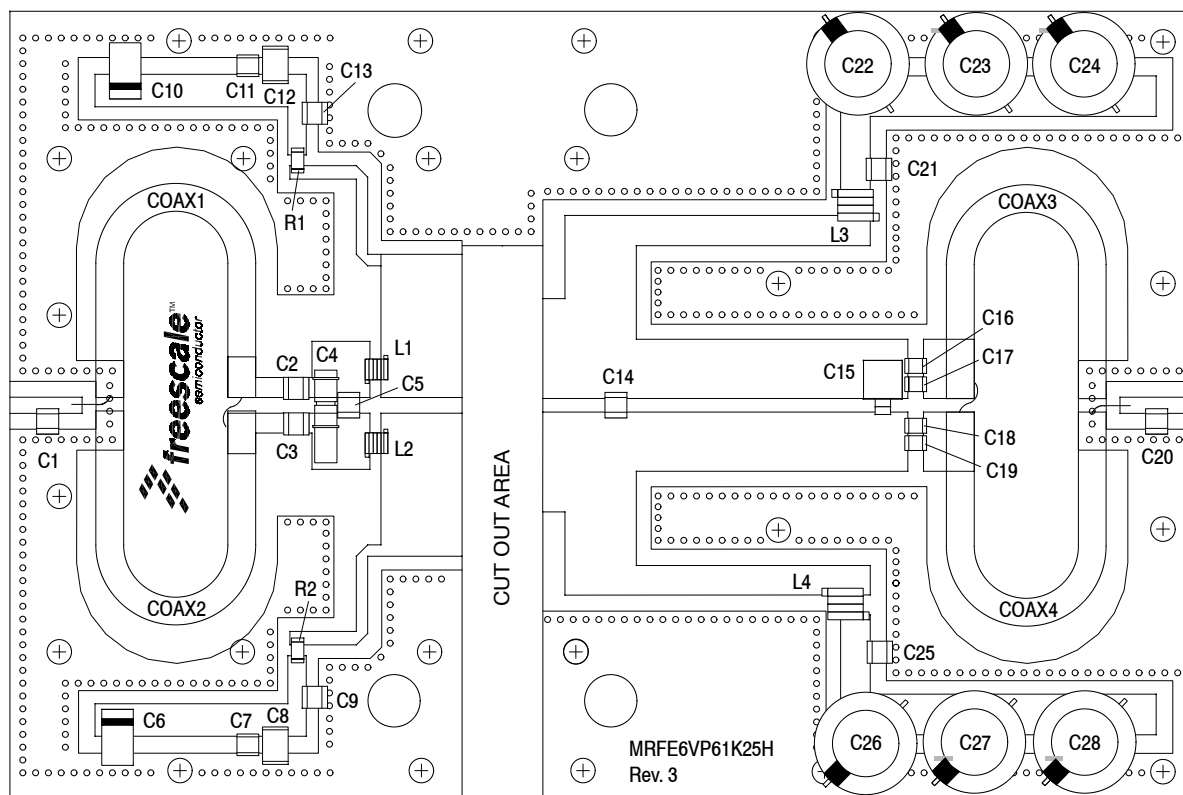 C22
C23
C24
C10
C11
C12
C13
C21
COAX1
R1
COAX3
L3
freescale™
semiconductor
C16
C17
C2
C4
L1
C5
C14
C15
C1
C3
L2
C18
C19
C20
CUT OUT AREA
R2
L4
COAX2
COAX4
C25
C9
C6
C7
C8
MRFE6VP61K25H
Rev. 3
C26
C27
C28